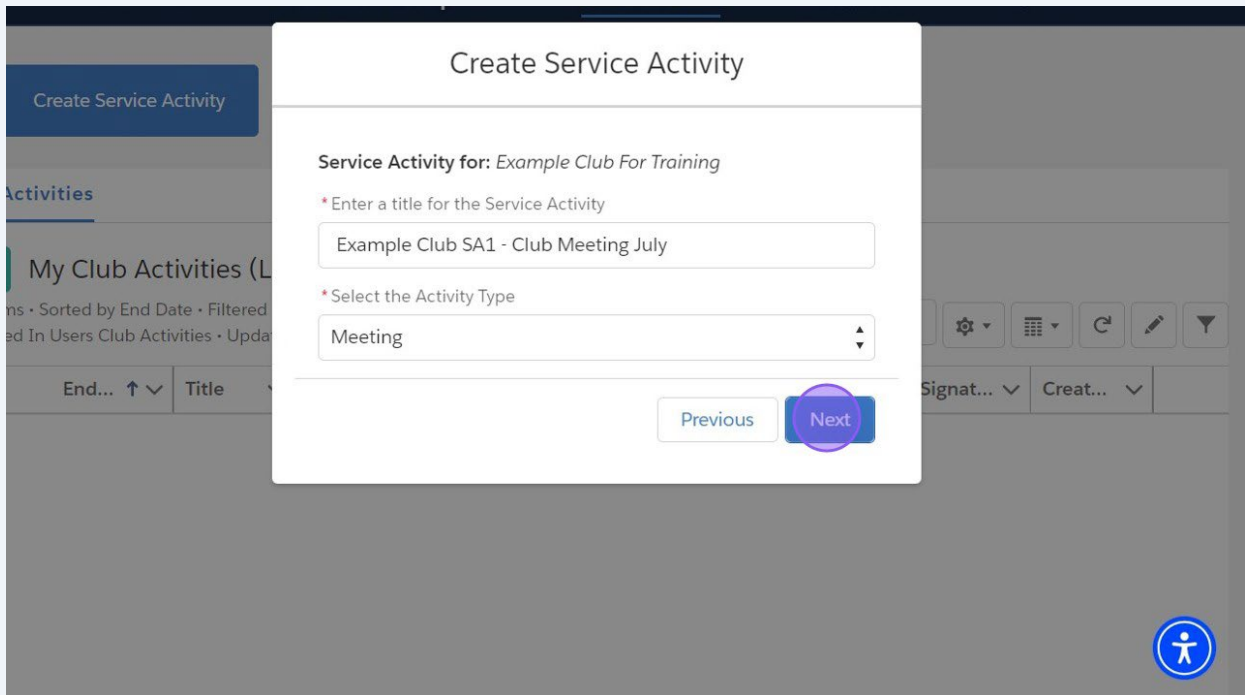 Create Service Activity
Create Service Activity
Service Activity for: Example Club For Training
* Enter a title for the Service Activity
Example Club SA1 - Club Meeting July
* Select the Activity Type
Meeting
Previous
Next
Activities
My Club Activities (L
ms • Sorted by End Date • Filtered
ed In Users Club Activities • Upda
End...
Title
Signat...
Creat...